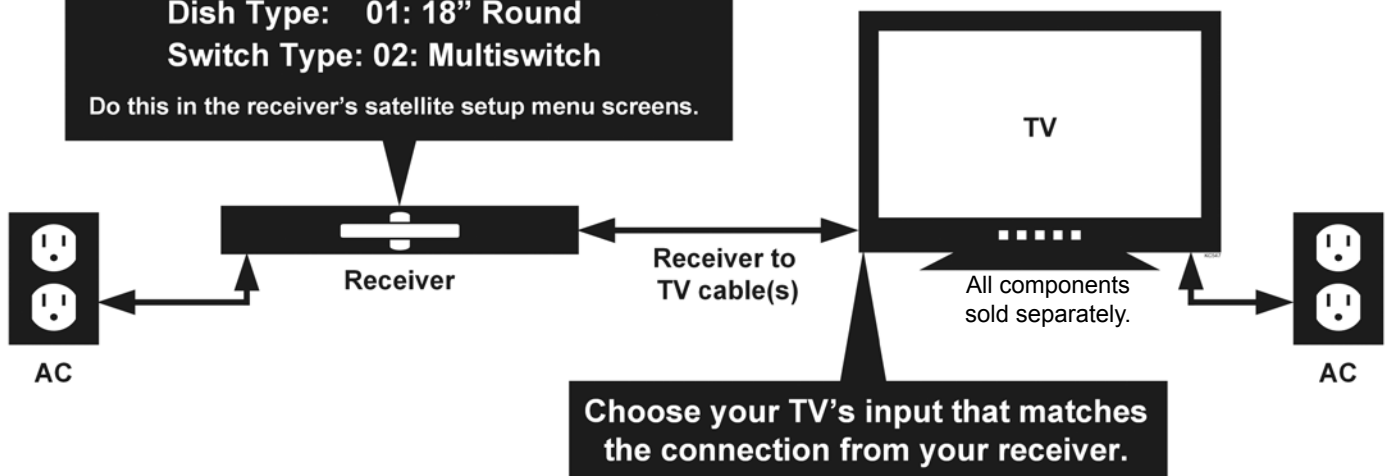 Dish Type: 01: 18” Round
Switch Type: 02: Multiswitch
Do this in the receiver’s satellite setup menu screens.
TV
Receiver
Receiver to
TV cable(s)
All components
sold separately.
AC
AC
Choose your TV’s input that matches
the connection from your receiver.